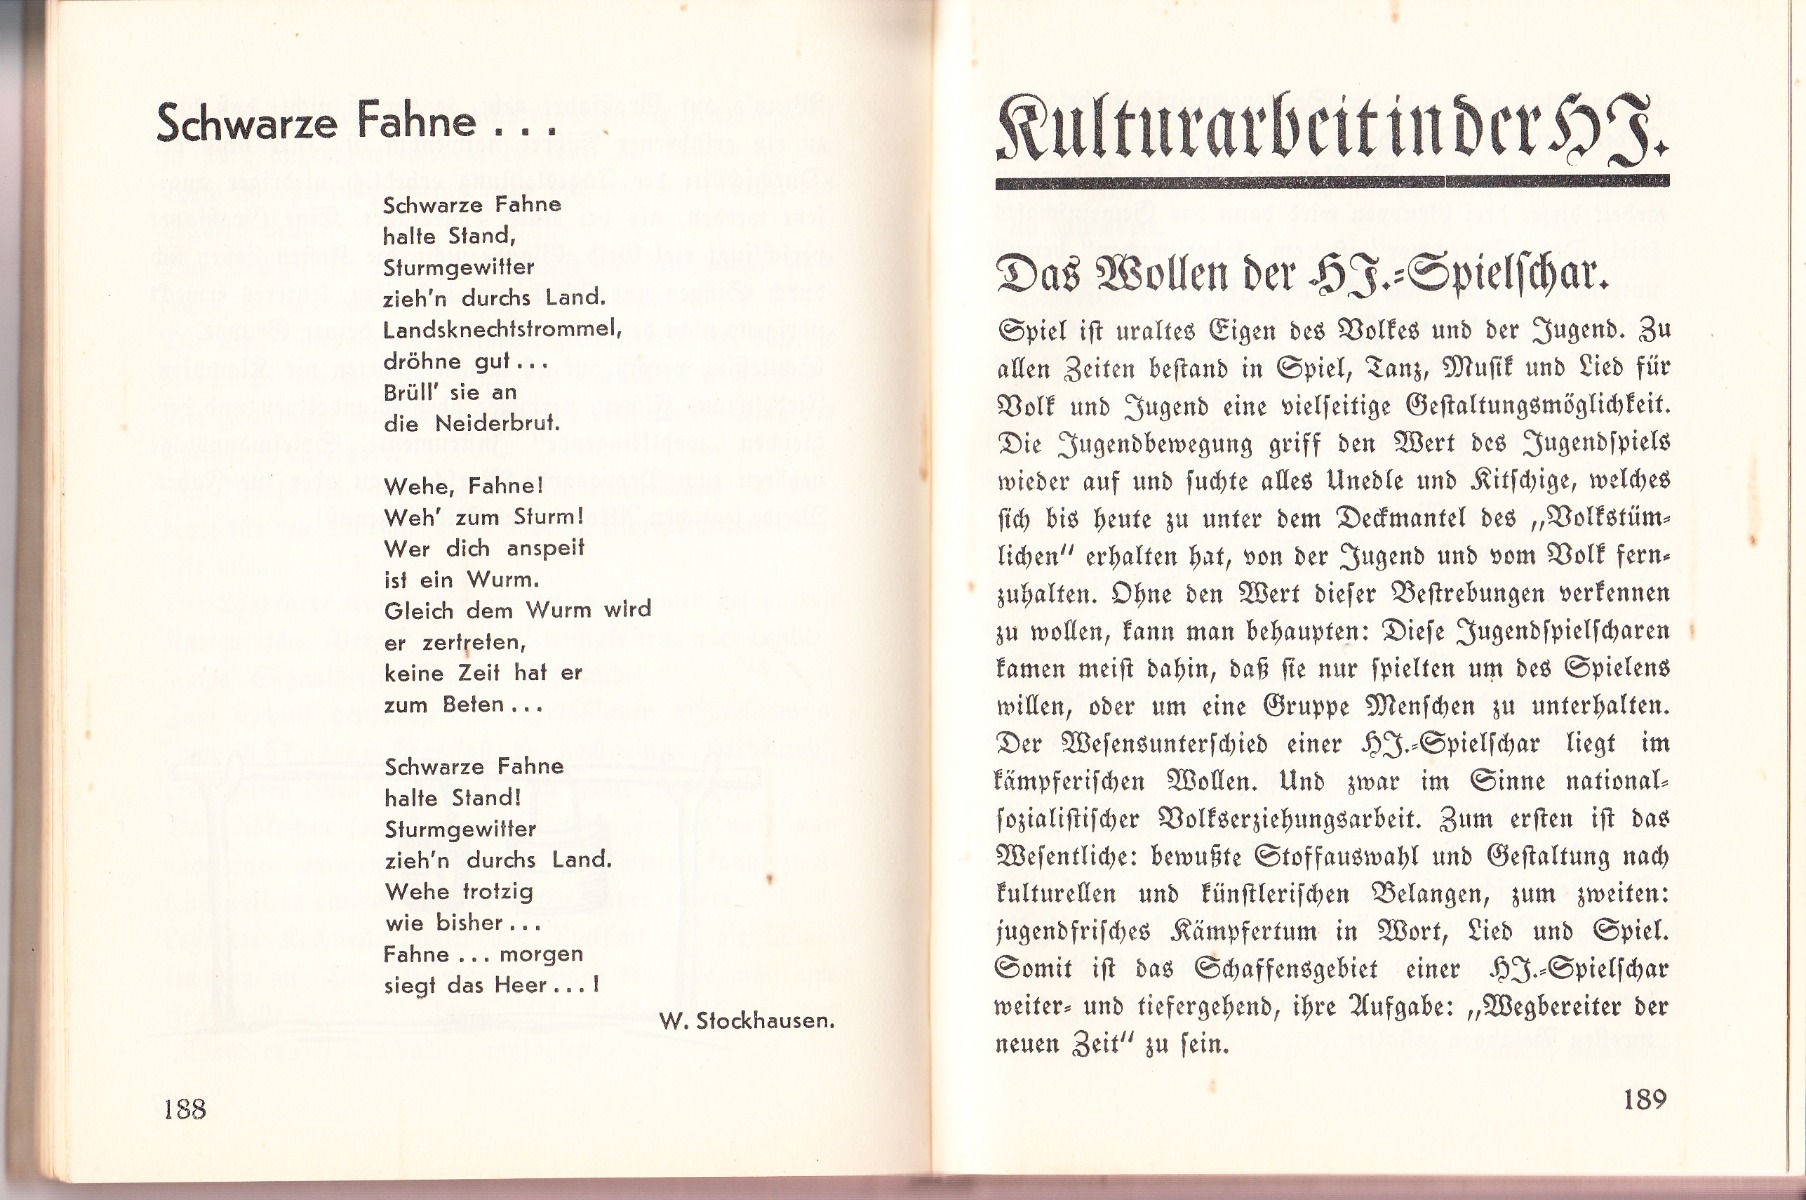 Schwarze Fahne . . .
Schwarze Fahne
halte Stand,
Sturmgewitter
zieh'n durchs Land.
Landsknechtstrommel,
dröhne gut . . .
Brüll' sie an
die Neiderbrut.
Wehe, Fahne!
Weh' zum Sturm!
Wer dich anspeit
ist ein Wurm.
Gleich dem Wurm wird
er zertreten,
keine Zeit hat er
zum Beten . . .
Schwarze Fahne
halte Stand!
Sturmgewitter
zieh'n durchs Land.
Wehe trotzig
wie bisher . . .
Fahne . . . morgen
siegt das Heer . . . !
W. Stockhausen.
188
Kulturarbeit in der HJ.
Das Wollen der HJ.-Spielschar.
Spiel ist uraltes Eigen des Volkes und der Jugend. Zu
allen Zeiten bestand in Spiel, Tanz, Musik und Lied für
Volk und Jugend eine vielseitige Gestaltungsmöglichkeit.
Die Jugendbewegung griff den Wert des Jugendspiels
wieder auf und suchte alles Unedle und Kitschige, welches
sich bis heute zu unter dem Deckmantel des „Volkstüm-
lichen“ erhalten hat, von der Jugend und vom Volk fern-
zuhalten. Ohne den Wert dieser Bestrebungen verkennen
zu wollen, kann man behaupten: Diese Jugendspielscharen
kamen meist dahin, daß sie nur spielten um des Spielens
willen, oder um eine Gruppe Menschen zu unterhalten.
Der Wesensunterschied einer HJ.-Spielschar liegt im
kämpferischen Wollen. Und zwar im Sinne national-
sozialistischer Volkserziehungsarbeit. Zum ersten ist das
Wesentliche: bewußte Stoffauswahl und Gestaltung nach
kulturellen und künstlerischen Belangen, zum zweiten:
jugendfrisches Kämpfertum in Wort, Lied und Spiel.
Somit ist das Schaffensgebiet einer HJ.-Spielschar
weiter- und tiefergehend, ihre Aufgabe: „Wegbereiter der
neuen Zeit“ zu sein.
189